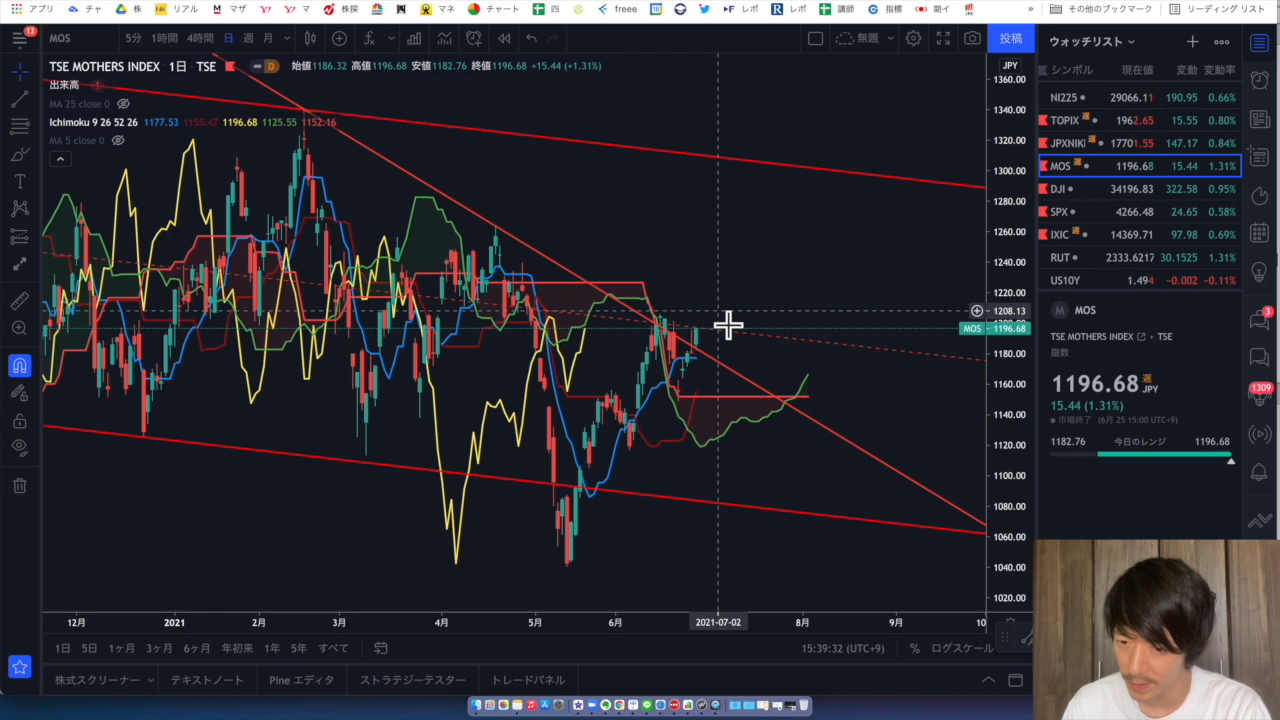 アプリ チャ 株 リアル マザ マ 株探 マネ チャート 四 freee レポ レポ 講師 指標 期イ » その他のブックマーク リーディング リスト
13 MOS 5分 1時間 4時間 日 週 月 無題 投稿 ウォッチリスト
TSE MOTHERS INDEX 1日 TSE D 始値1186.32 高値1196.68 安値1182.76 終値1196.68 +15.44 (+1.31%) JPY
出来高
MA 25 close 0
Ichimoku 9 26 52 26 1177.53 1155.47 1196.68 1125.55 1152.16
MA 5 close 0
1360.00
1340.00
1320.00
1300.00
1280.00
1260.00
1240.00
1220.00
1208.13
MOS 1196.68
1180.00
1160.00
1140.00
1120.00
1100.00
1080.00
1060.00
1040.00
1020.00
12月 2021 2月 3月 4月 5月 6月 2021-07-02 8月 9月 10
1日 5日 1ヶ月 3ヶ月 6ヶ月 年初来 1年 5年 すべて 15:39:32 (UTC+9) % ログスケール
株式スクリーナー テキストノート Pine エディタ ストラテジーテスター トレードパネル
シンボル 現在値 変動 変動率
NI225 29066.11 190.95 0.66%
TOPIX 遅 1962.65 15.55 0.80%
JPXNIKI 遅 17701.55 147.17 0.84%
MOS 遅 1196.68 15.44 1.31%
DJI 34196.83 322.58 0.95%
SPX 4266.48 24.65 0.58%
IXIC 遅 14369.71 97.98 0.69%
RUT 2333.6217 30.1525 1.31%
US10Y 1.494 -0.002 -0.11%
M MOS
TSE MOTHERS INDEX TSE
指数
1196.68 遅 JPY
15.44 (1.31%)
市場終了 (6月 25 15:00 UTC+9)
1182.76 今日のレンジ 1196.68
3
1309